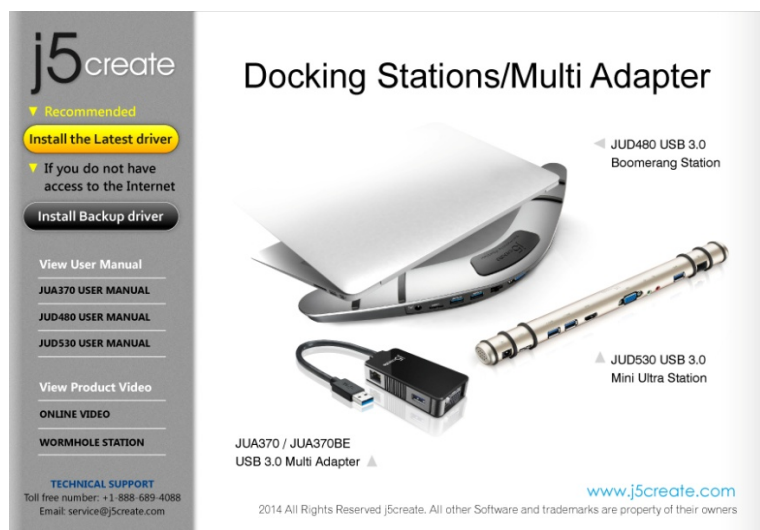 j5create
▼ Recommended
Install the Latest driver
▼ If you do not have
access to the Internet
Install Backup driver
View User Manual
JUA370 USER MANUAL
JUD480 USER MANUAL
JUD530 USER MANUAL
View Product Video
ONLINE VIDEO
WORMHOLE STATION
TECHNICAL SUPPORT
Toll free number: +1-888-689-4088
Email: service@j5create.com
Docking Stations/Multi Adapter
◀ JUD480 USB 3.0
Boomerang Station
▲ JUD530 USB 3.0
Mini Ultra Station
j5create
JUA370 / JUA370BE
USB 3.0 Multi Adapter ▲
www.j5create.com
2014 All Rights Reserved j5create. All other Software and trademarks are property of their owners